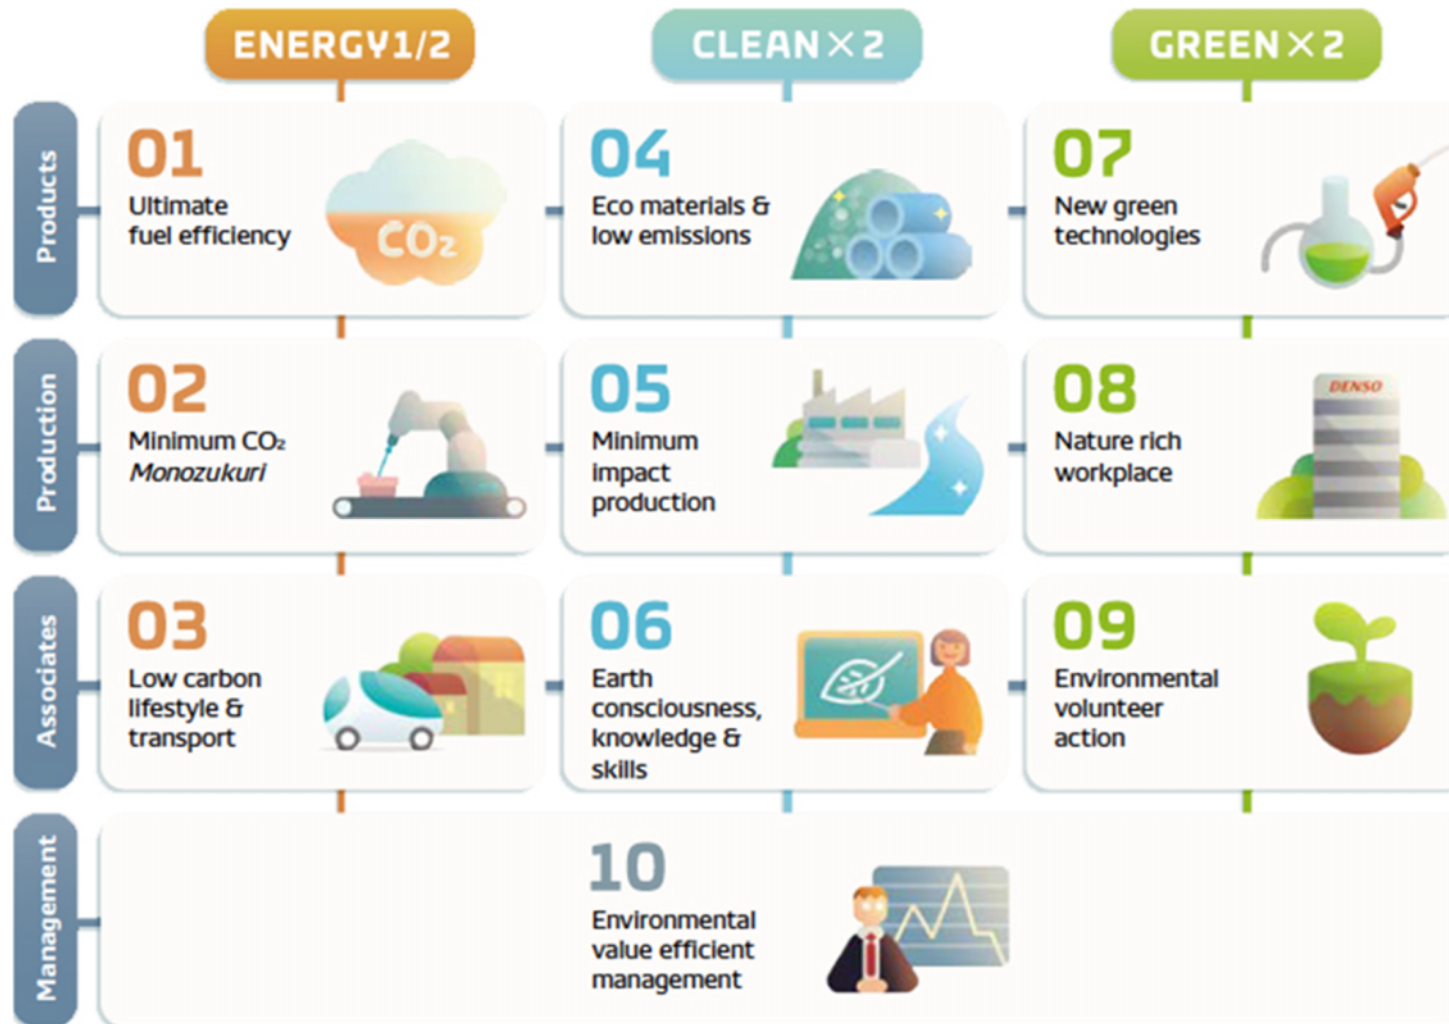 ENERGY1/2
CLEAN×2
GREEN×2
Products
01
Ultimate
fuel efficiency
CO₂
04
Eco materials &
low emissions
07
New green
technologies
Production
02
Minimum CO₂
Monozukuri
05
Minimum
impact
production
08
Nature rich
workplace
DENSO
Associates
03
Low carbon
lifestyle &
transport
06
Earth
consciousness,
knowledge &
skills
09
Environmental
volunteer
action
Management
10
Environmental
value efficient
management